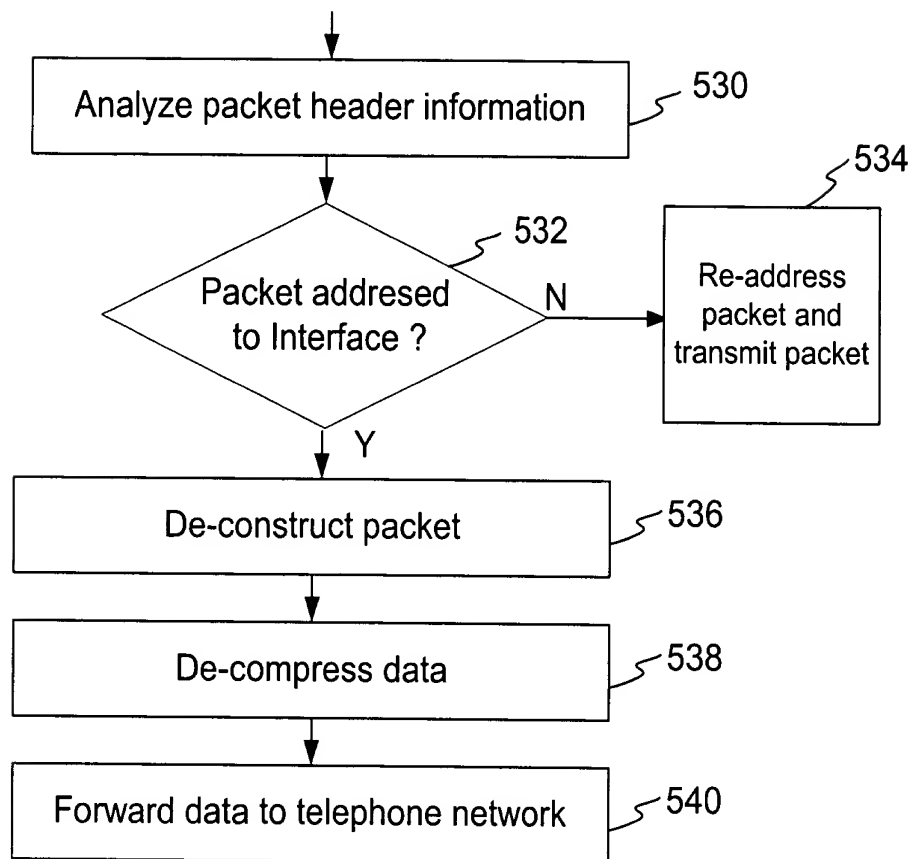 Analyze packet header information
530
534
532
Packet addresed
to Interface ?
N
Re-address
packet and
transmit packet
Y
De-construct packet
536
De-compress data
538
Forward data to telephone network
540